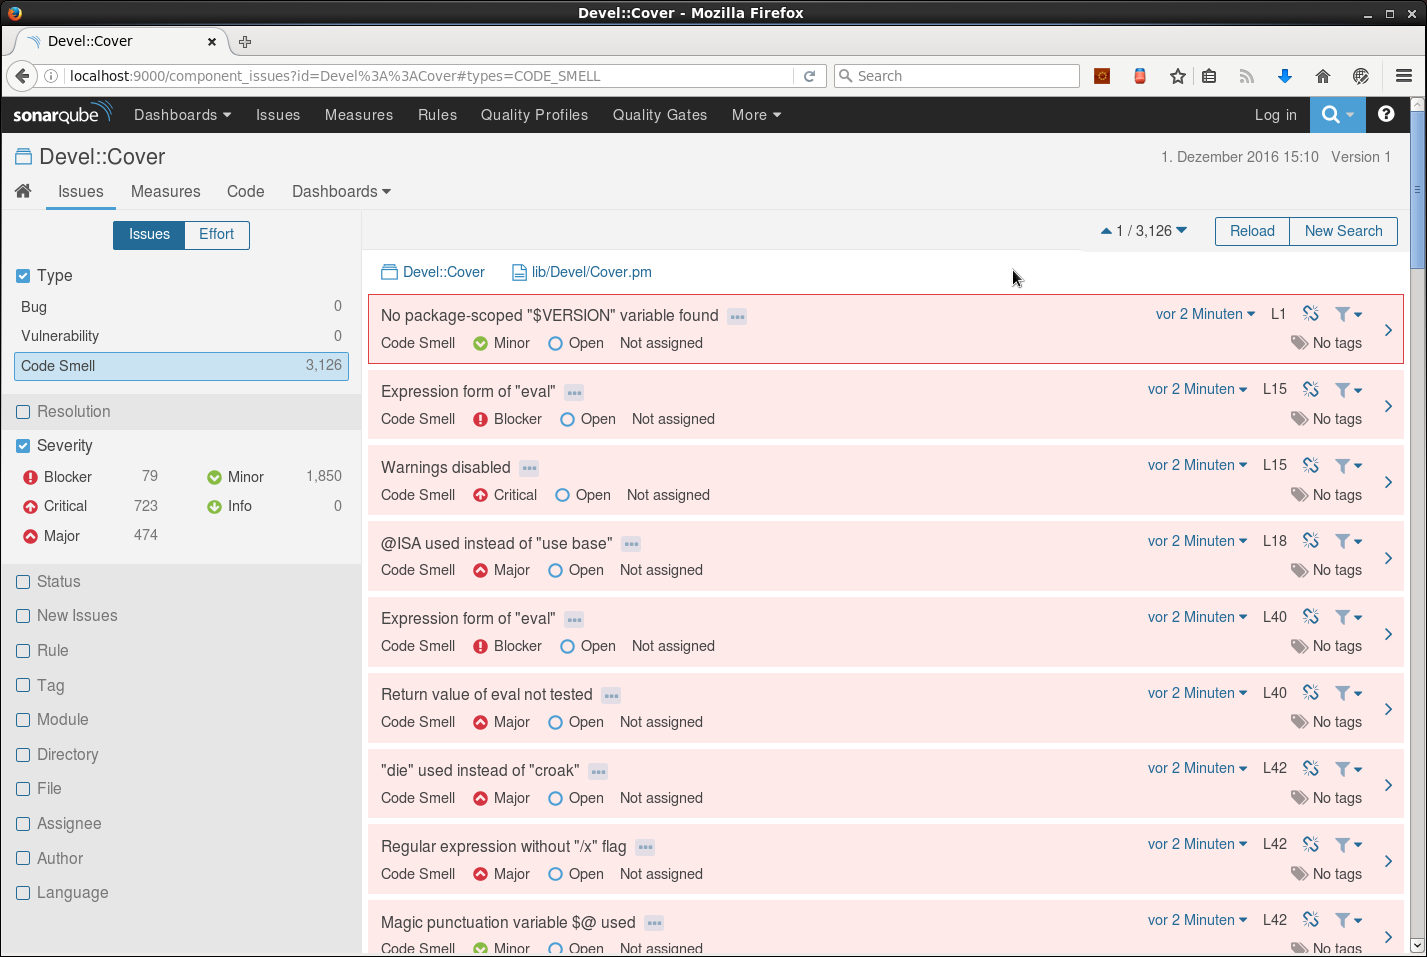 Devel::Cover - Mozilla Firefox
Devel::Cover
localhost:9000/component_issues?id=Devel%3A%3ACover#types=CODE_SMELL
Search
sonarqube Dashboards Issues Measures Rules Quality Profiles Quality Gates More Log in
Devel::Cover
1. Dezember 2016 15:10 Version 1
Issues Measures Code Dashboards
Issues Effort
1 / 3,126 Reload New Search
Type
Bug 0
Vulnerability 0
Code Smell 3,126
Resolution
Severity
Blocker 79 Minor 1,850
Critical 723 Info 0
Major 474
Status
New Issues
Rule
Tag
Module
Directory
File
Assignee
Author
Language
Devel::Cover lib/Devel/Cover.pm
No package-scoped "$VERSION" variable found vor 2 Minuten L1
Code Smell Minor Open Not assigned No tags
Expression form of "eval" vor 2 Minuten L15
Code Smell Blocker Open Not assigned No tags
Warnings disabled vor 2 Minuten L15
Code Smell Critical Open Not assigned No tags
@ISA used instead of "use base" vor 2 Minuten L18
Code Smell Major Open Not assigned No tags
Expression form of "eval" vor 2 Minuten L40
Code Smell Blocker Open Not assigned No tags
Return value of eval not tested vor 2 Minuten L40
Code Smell Major Open Not assigned No tags
"die" used instead of "croak" vor 2 Minuten L42
Code Smell Major Open Not assigned No tags
Regular expression without "/x" flag vor 2 Minuten L42
Code Smell Major Open Not assigned No tags
Magic punctuation variable $@ used vor 2 Minuten L42
Code Smell Minor Open Not assigned No tags